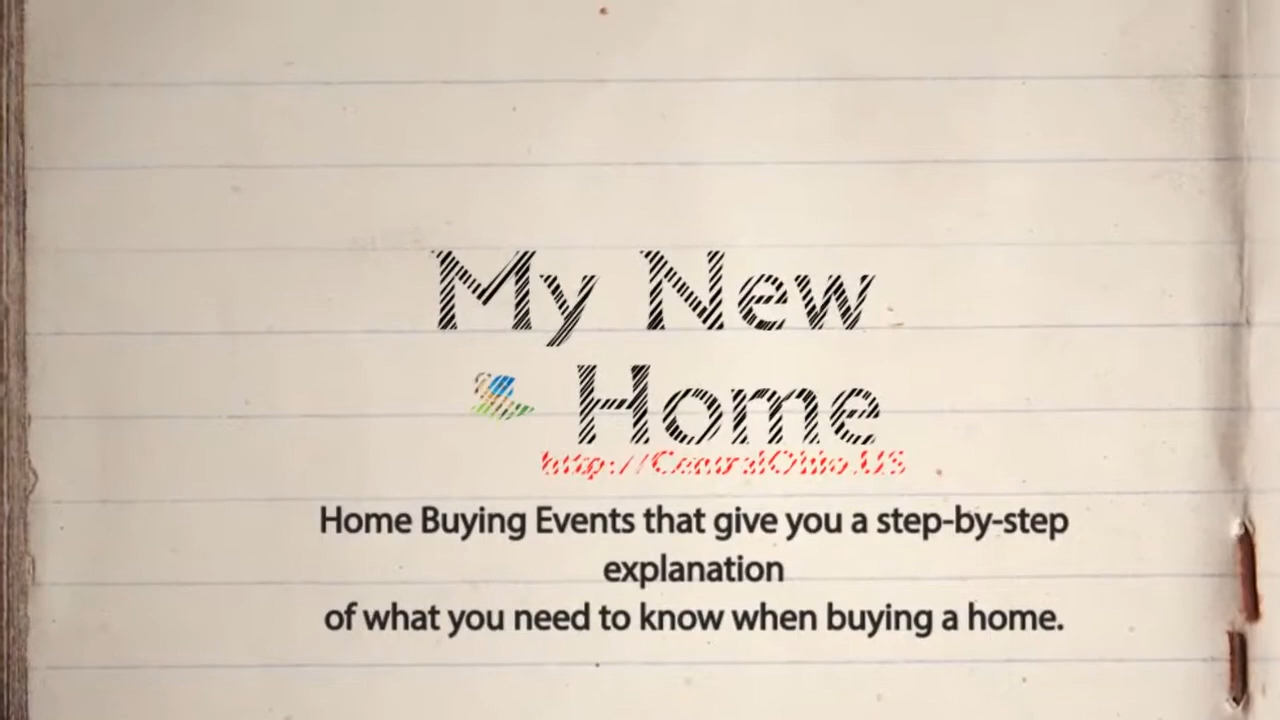 My New
Home
http://CentralOhio.US
Home Buying Events that give you a step-by-step
explanation
of what you need to know when buying a home.